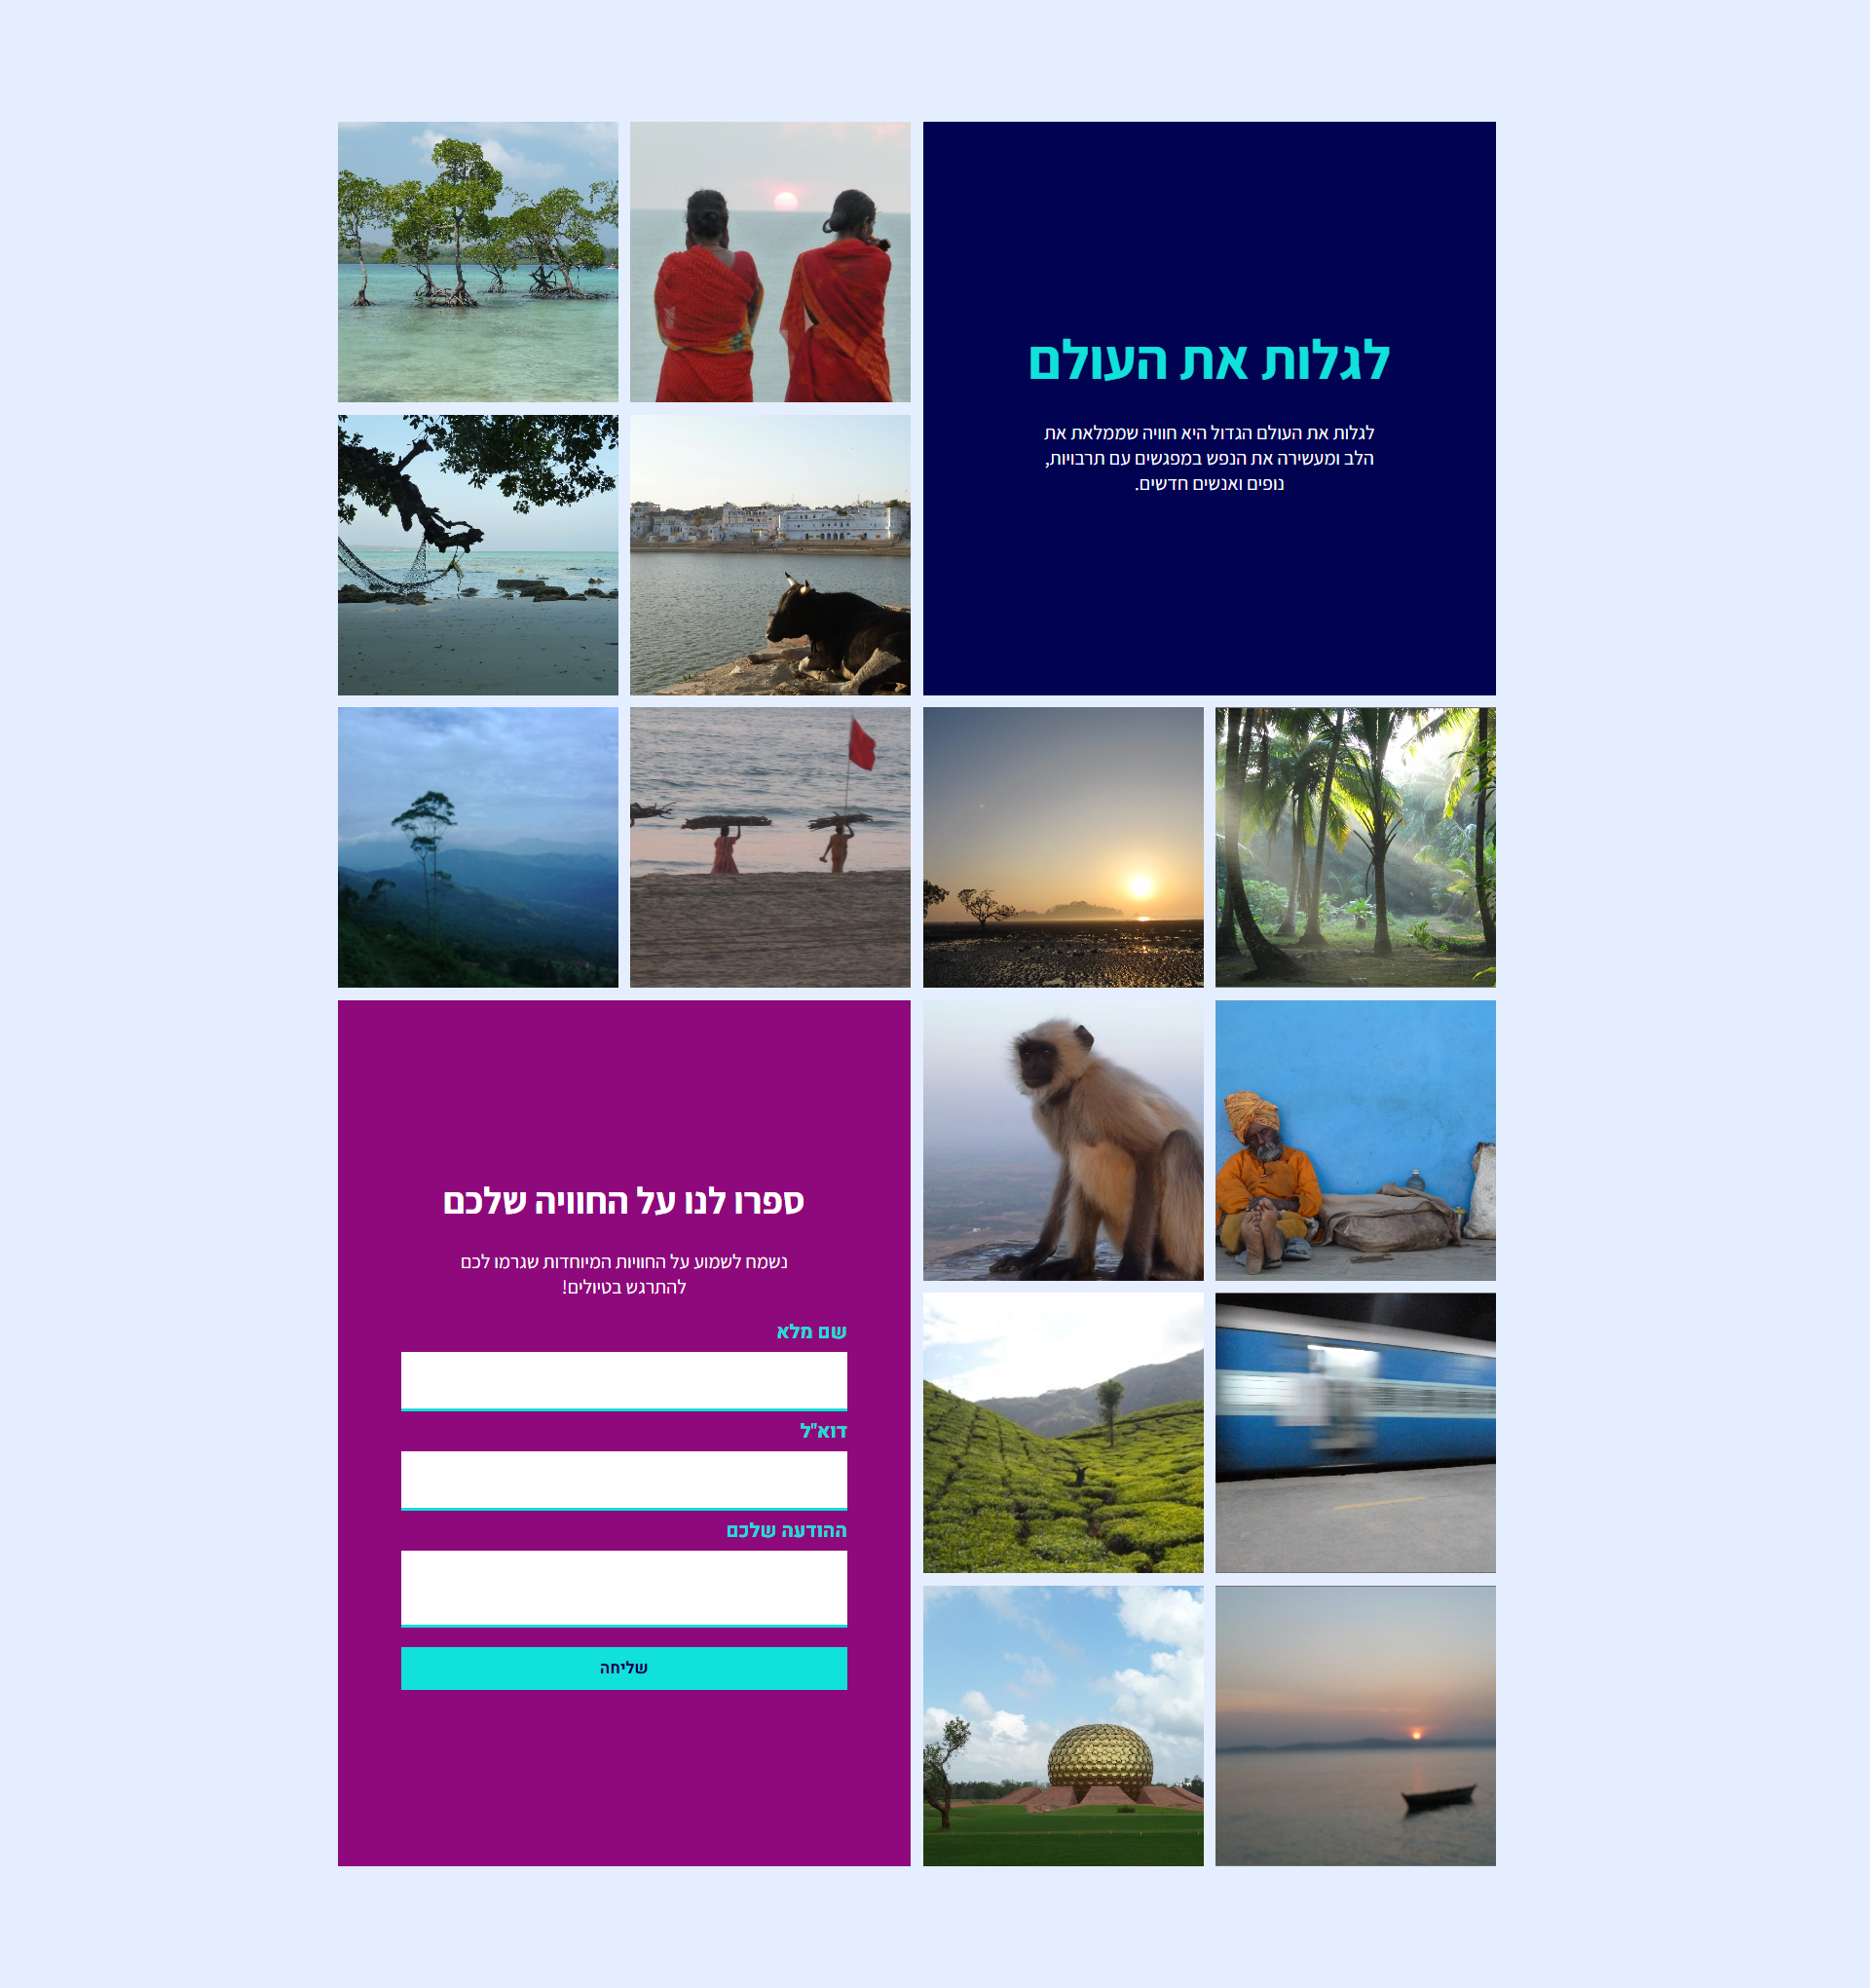 לגלות את העולם
לגלות את העולם הגדול היא חוויה שממלאת את
הלב ומעשירה את הנפש במפגשים עם תרבויות,
נופים ואנשים חדשים.
ספרו לנו על החוויה שלכם
נשמח לשמוע על החוויות המיוחדות שגרמו לכם
להתרגש בטיולים!
שם מלא
דוא"ל
ההודעה שלכם
שליחה